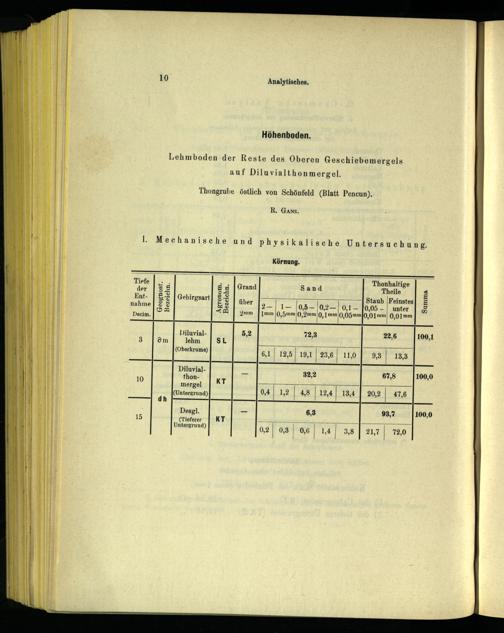 10
Analytisches.
Höhenboden.
Lehmboden der Reste des Oberen Geschiebemergels
auf Diluvialthonmergel.
Thongrube östlich von Schönfeld (Blatt Pencun).
R. Gans.
1. Mechanische und physikalische Untersuchung.
Körnung.
Tiefe der Ent-nahme Decim. Geognost. Bezeichn. Gebirgsart Agronom. Bezeichn. Grand über 2mm Sand Thonhaltige Theile Summa
2— 1mm 1— 0,5mm 0,5— 0,2mm 0,2— 0,1mm 0,1— 0,05mm Staub 0,05— 0,01mm Feinstes unter 0,01mm
3 ∂m Diluvial-lehm (Oberkrume) SL 5,2 72,3 22,6 100,1
6,1 12,5 19,1 23,6 11,0 9,3 13,3
10 dh Diluvial-thon-mergel (Untergrund) KT — 32,2 67,8 100,0
0,4 1,2 4,8 12,4 13,4 20,2 47,6
15 Desgl. (Tieferer Untergrund) KT — 6,3 93,7 100,0
0,2 0,3 0,6 1,4 3,8 21,7 72,0